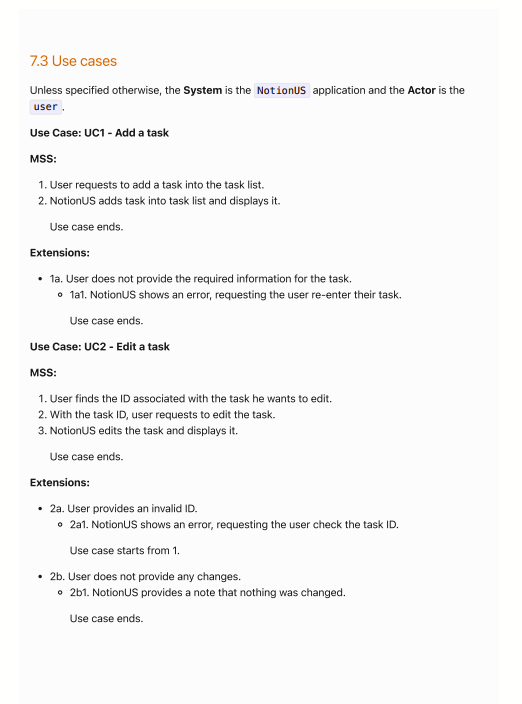 7.3 Use cases
Unless specified otherwise, the System is the NotionUS application and the Actor is the
user .
Use Case: UC1 - Add a task
MSS:
1. User requests to add a task into the task list.
2. NotionUS adds task into task list and displays it.
Use case ends.
Extensions:
• 1a. User does not provide the required information for the task.
◦ 1a1. NotionUS shows an error, requesting the user re-enter their task.
Use case ends.
Use Case: UC2 - Edit a task
MSS:
1. User finds the ID associated with the task he wants to edit.
2. With the task ID, user requests to edit the task.
3. NotionUS edits the task and displays it.
Use case ends.
Extensions:
• 2a. User provides an invalid ID.
◦ 2a1. NotionUS shows an error, requesting the user check the task ID.
Use case starts from 1.
• 2b. User does not provide any changes.
◦ 2b1. NotionUS provides a note that nothing was changed.
Use case ends.